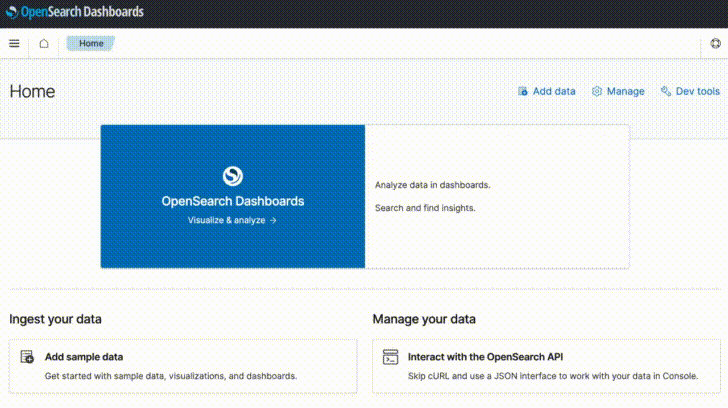 OpenSearch Dashboards
Home
Home
Add data
Manage
Dev tools
OpenSearch Dashboards
Visualize & analyze →
Analyze data in dashboards.
Search and find insights.
Ingest your data
Manage your data
Add sample data
Get started with sample data, visualizations, and dashboards.
Interact with the OpenSearch API
Skip cURL and use a JSON interface to work with your data in Console.